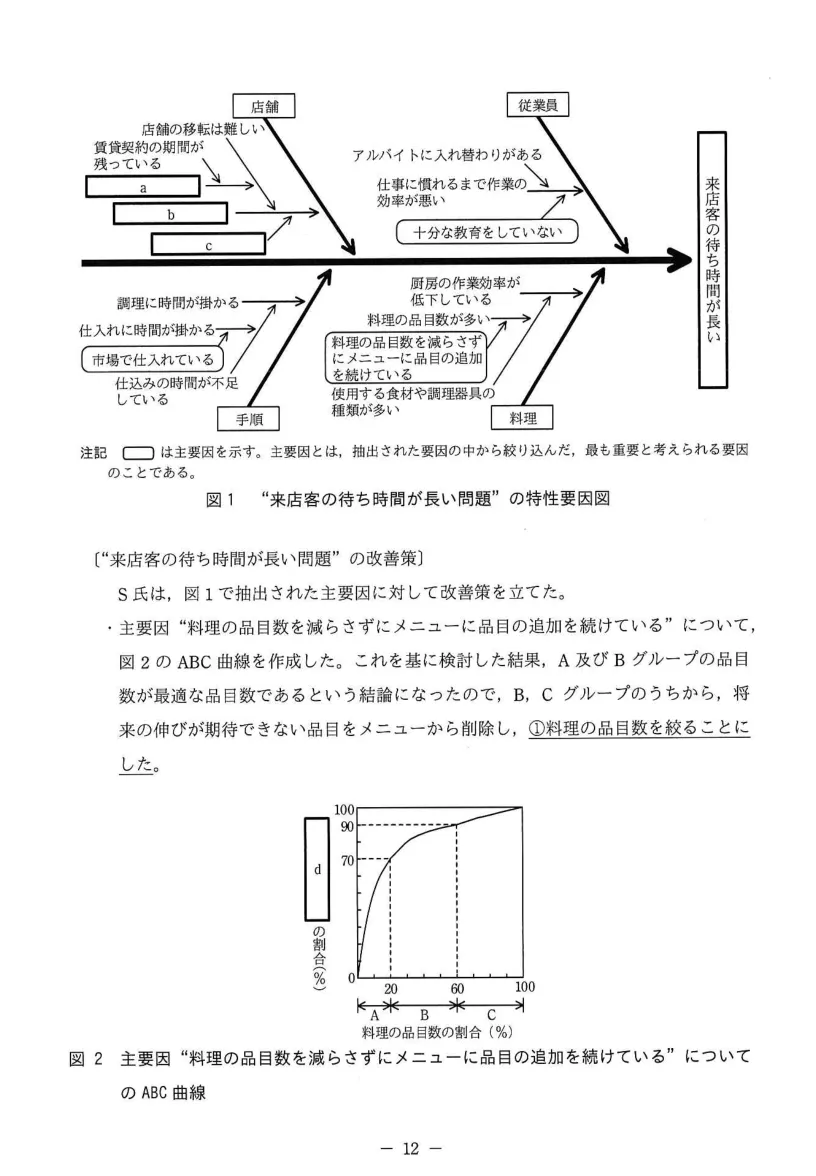 店舗
従業員
店舗の移転は難しい
賃貸契約の期間が
残っている
a
b
c
アルバイトに入れ替わりがある
仕事に慣れるまで作業の
効率が悪い
十分な教育をしていない
来店客の待ち時間が長い
調理に時間が掛かる
仕入れに時間が掛かる
市場で仕入れている
仕込みの時間が不足
している
手順
厨房の作業効率が
低下している
料理の品目数が多い
料理の品目数を減らさず
にメニューに品目の追加
を続けている
使用する食材や調理器具の
種類が多い
料理
注記 は主要因を示す。主要因とは，抽出された要因の中から絞り込んだ，最も重要と考えられる要因
のことである。
図1 “来店客の待ち時間が長い問題”の特性要因図
〔“来店客の待ち時間が長い問題”の改善策〕
S氏は，図1で抽出された主要因に対して改善策を立てた。
・主要因“料理の品目数を減らさずにメニューに品目の追加を続けている”について，
図2のABC曲線を作成した。これを基に検討した結果，A及びBグループの品目
数が最適な品目数であるという結論になったので，B，Cグループのうちから，将
来の伸びが期待できない品目をメニューから削除し，①料理の品目数を絞ることに
した。
100
90
70
0
d
の割合(%)
20 60 100
A B C
料理の品目数の割合（%）
図2 主要因“料理の品目数を減らさずにメニューに品目の追加を続けている”について
のABC曲線
－ 12 －